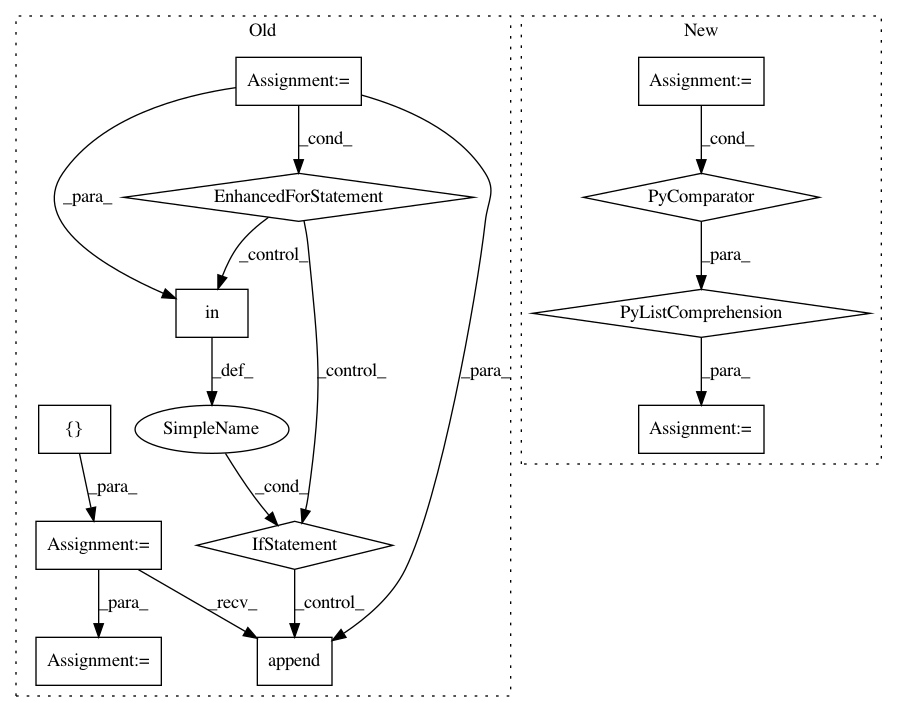 Old
New
Assignment:=
Assignment:=
_cond_
_cond_
_para_
EnhancedForStatement
PyComparator
_control_
_para_
in
PyListComprehension
_def_
_control_
_para_
_para_
{}
SimpleName
Assignment:=
_para_
_cond_
Assignment:=
IfStatement
_para_
_recv_
_control_
Assignment:=
append